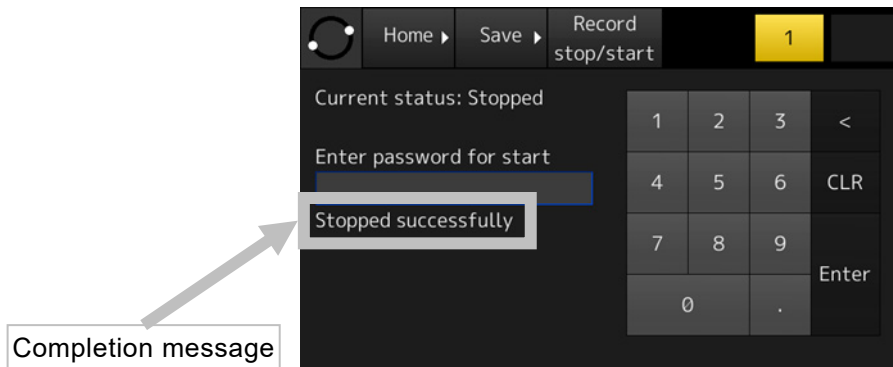 Home ▸
Save ▸
Record
stop/start
1
Current status: Stopped
Enter password for start
Stopped successfully
1 2 3 <
4 5 6 CLR
7 8 9
Enter
0 .
Completion message